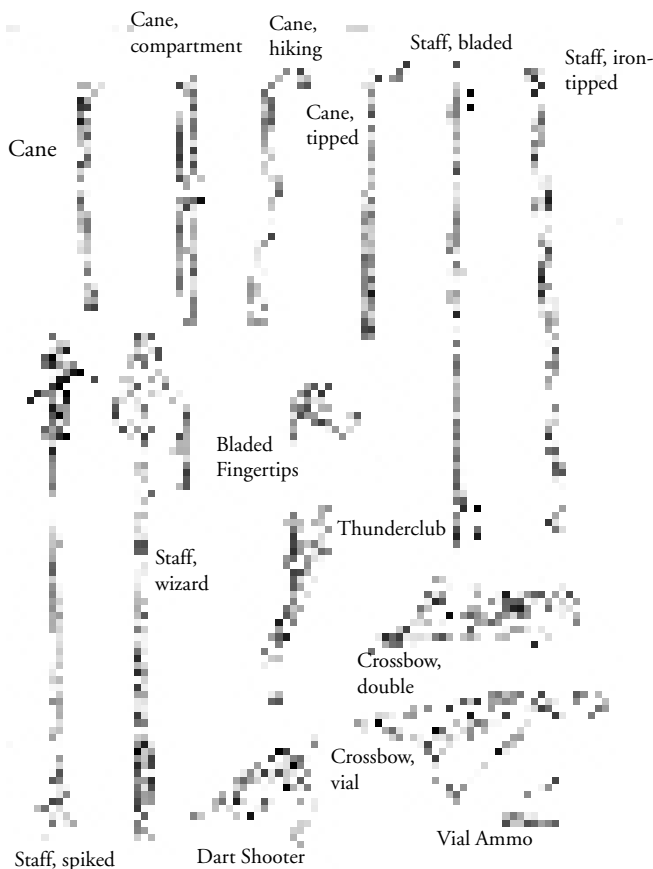 Cane,
compartment
Cane,
hiking
Staff, bladed
Staff, iron-
tipped
Cane
Cane,
tipped
Bladed
Fingertips
Thunderclub
Staff,
wizard
Crossbow,
double
Crossbow,
vial
Vial Ammo
Staff, spiked
Dart Shooter